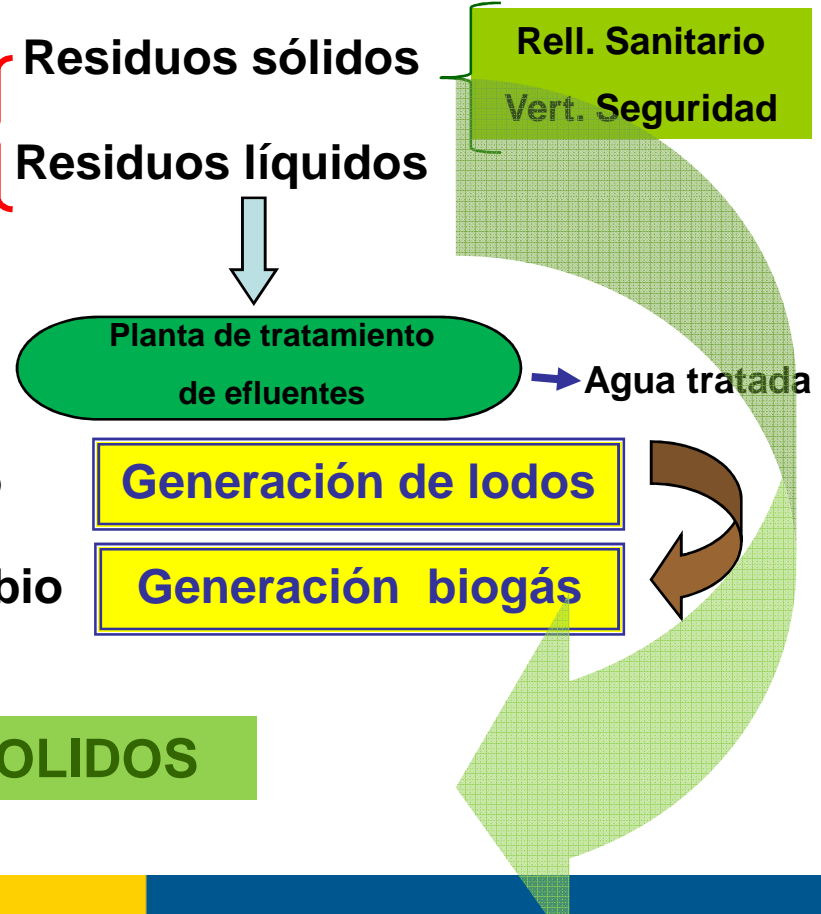 Residuos sólidos
Rell. Sanitario
Vert. Seguridad
Residuos líquidos
Planta de tratamiento
de efluentes
Agua tratada
o
Generación de lodos
bio
Generación biogás
OLIDOS